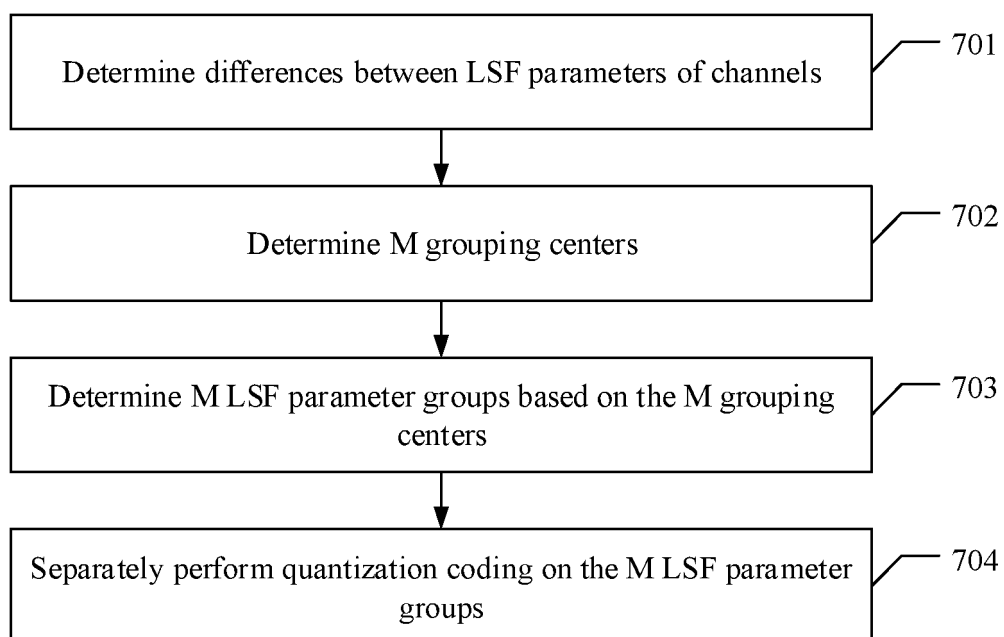 Determine differences between LSF parameters of channels
701
Determine M grouping centers
702
Determine M LSF parameter groups based on the M grouping
centers
703
Separately perform quantization coding on the M LSF parameter
groups
704